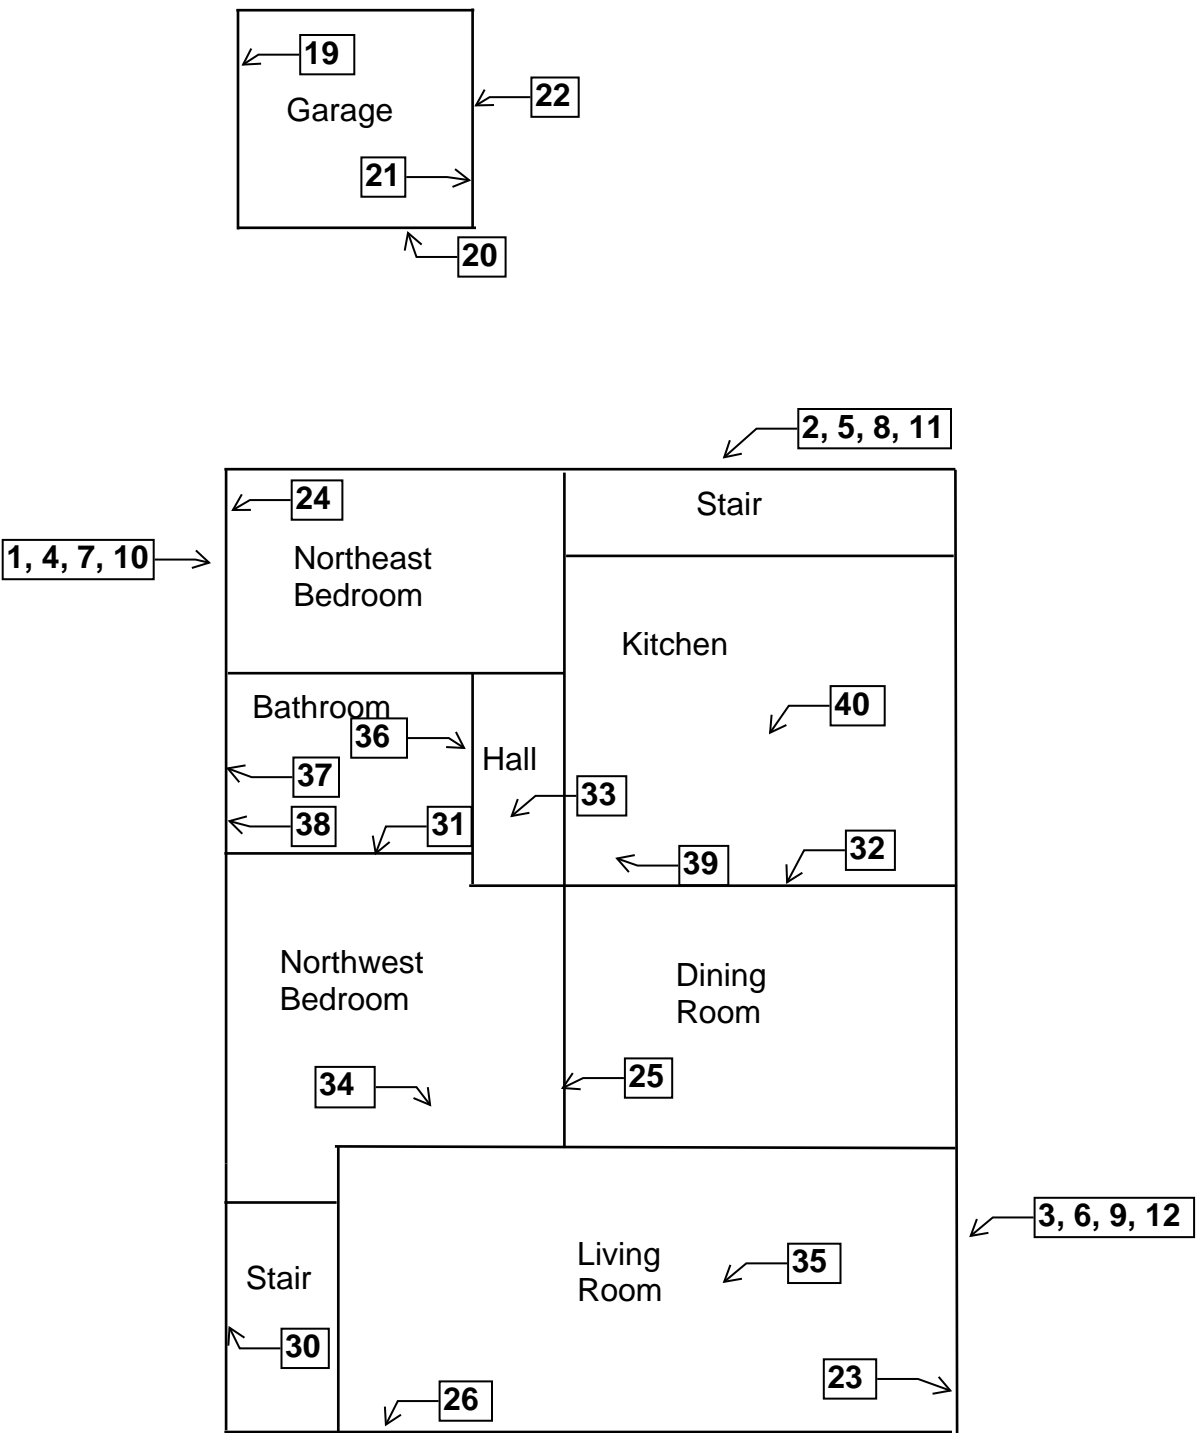 19
22
Garage
21
20
2, 5, 8, 11
24
Stair
1, 4, 7, 10
Northeast
Bedroom
Kitchen
Bathroom
40
36
Hall
37
33
38
31
32
39
Northwest
Bedroom
Dining
Room
34
25
3, 6, 9, 12
Living
Room
35
Stair
30
23
26